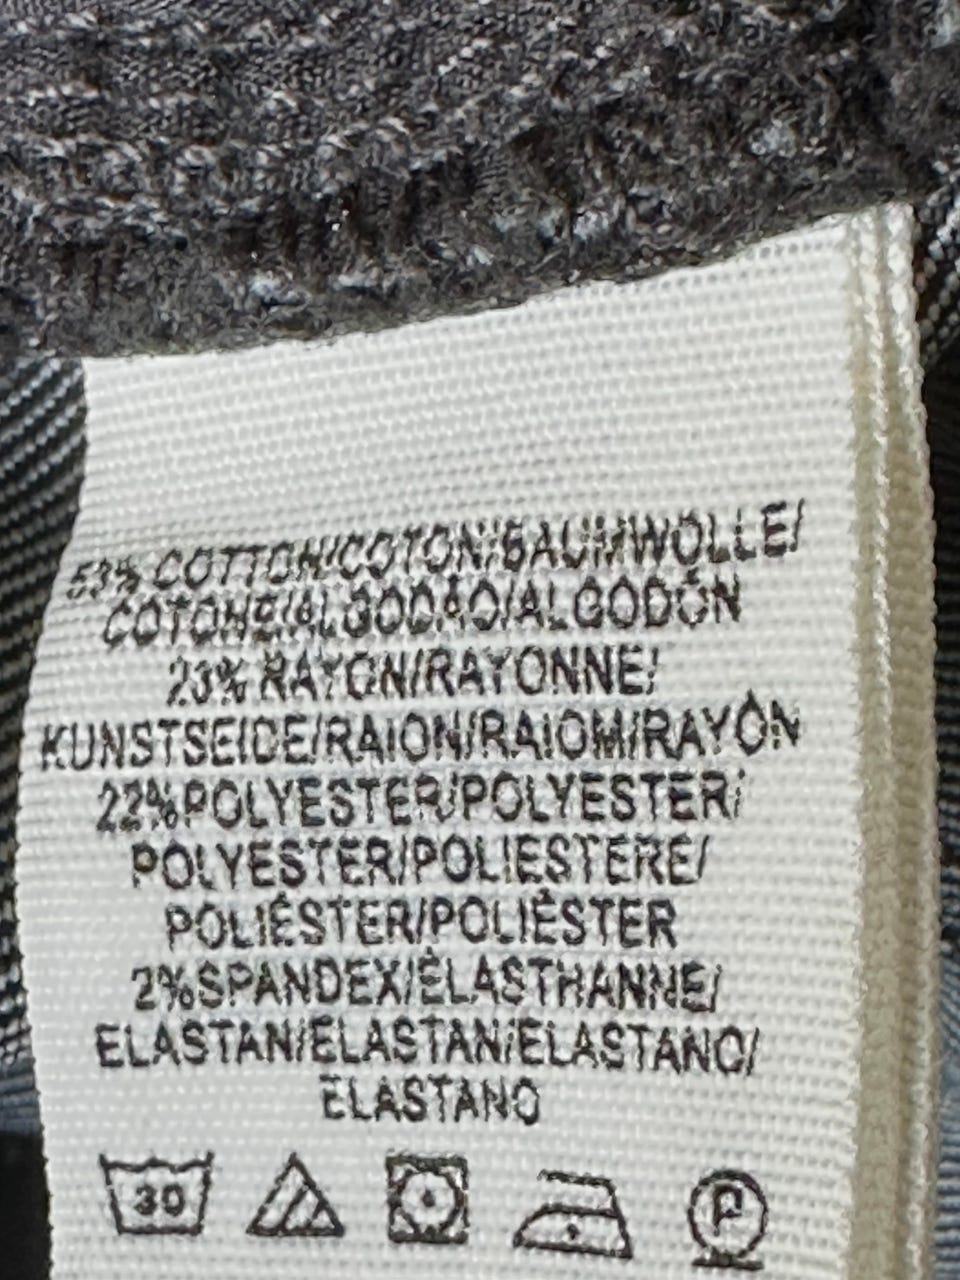 53% COTTON/COTON/BAUMWOLLE/
COTONE/ALGODÃO/ALGODÓN
23% RAYON/RAYONNE/
KUNSTSEIDE/RAION/RAIOM/RAYÓN
22%POLYESTER/POLYESTER/
POLYESTER/POLIESTERE/
POLIÉSTER/POLIÉSTER
2%SPANDEX/ÉLASTHANNE/
ELASTAN/ELASTAN/ELASTANO/
ELASTANO
30 P